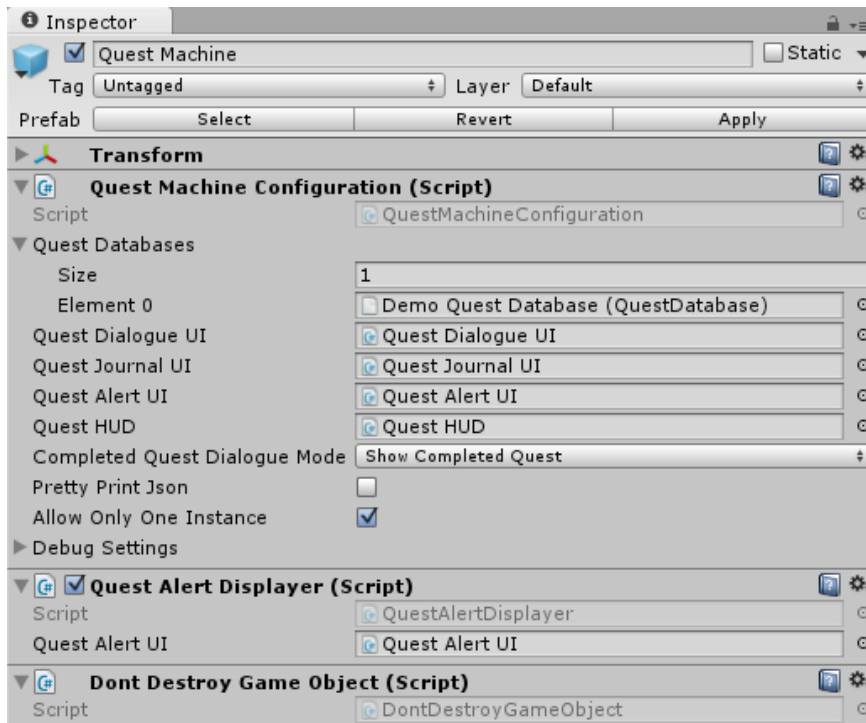 Inspector
Quest Machine Static
Tag Untagged Layer Default
Prefab Select Revert Apply
Transform
Quest Machine Configuration (Script)
Script QuestMachineConfiguration
Quest Databases
Size 1
Element 0 Demo Quest Database (QuestDatabase)
Quest Dialogue UI Quest Dialogue UI
Quest Journal UI Quest Journal UI
Quest Alert UI Quest Alert UI
Quest HUD Quest HUD
Completed Quest Dialogue Mode Show Completed Quest
Pretty Print Json
Allow Only One Instance
Debug Settings
Quest Alert Displayer (Script)
Script QuestAlertDisplayer
Quest Alert UI Quest Alert UI
Dont Destroy Game Object (Script)
Script DontDestroyGameObject